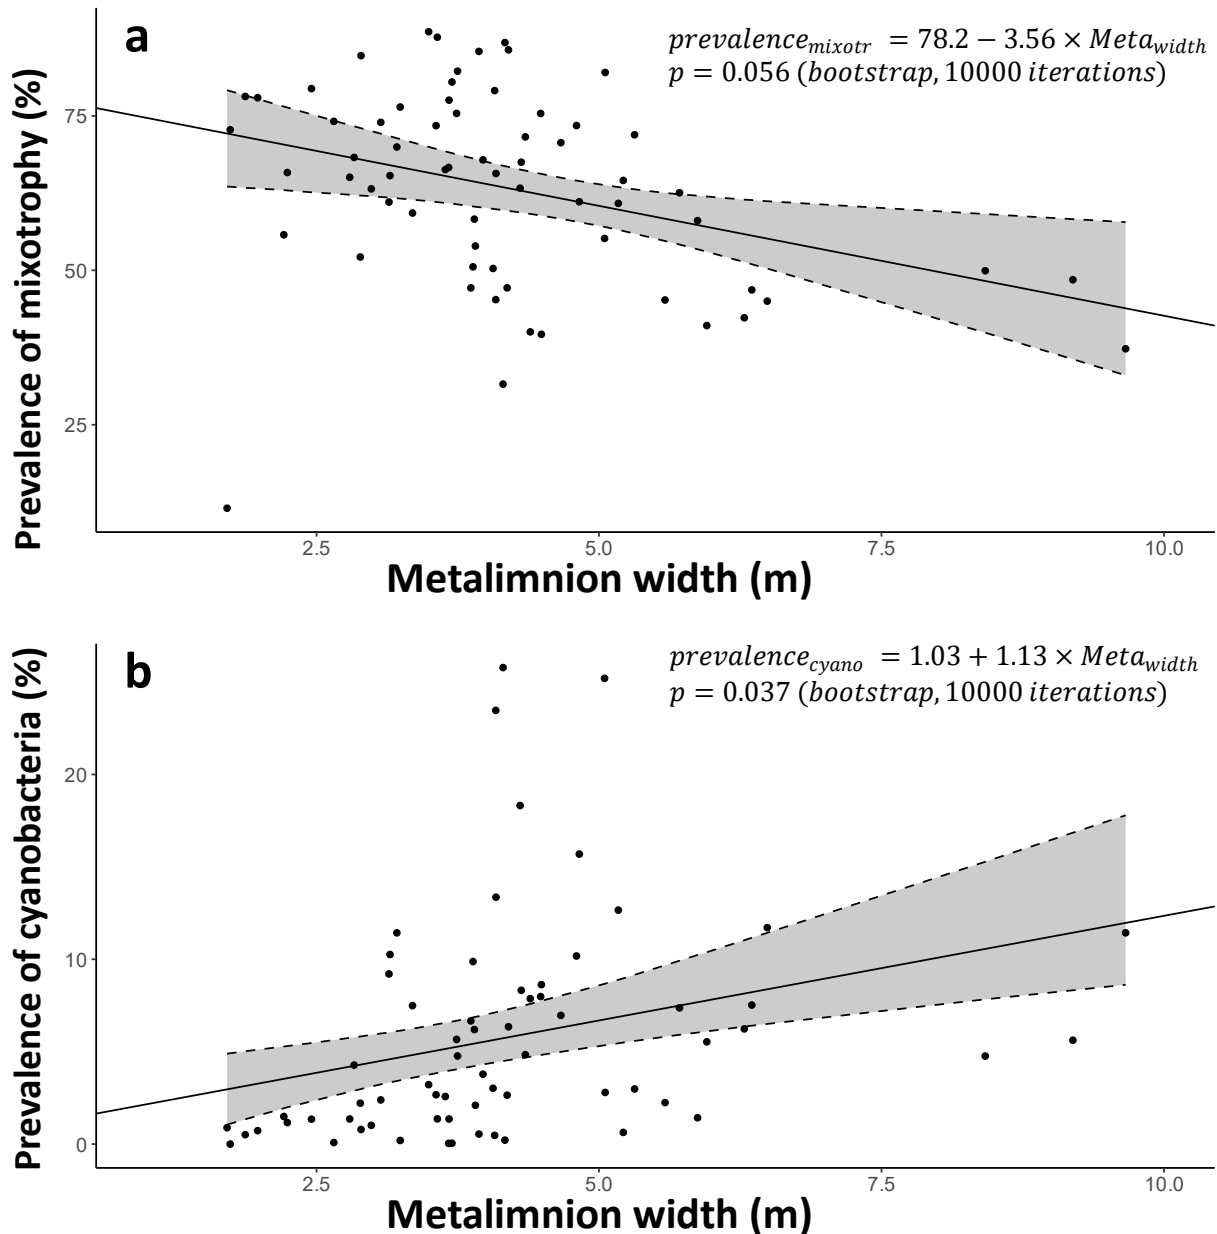 a
prevalence_mixotr = 78.2 − 3.56 × Meta_width
p = 0.056 (bootstrap, 10000 iterations)
Prevalence of mixotrophy (%)
75
50
25
2.5 5.0 7.5 10.0
Metalimnion width (m)
b
prevalence_cyano = 1.03 + 1.13 × Meta_width
p = 0.037 (bootstrap, 10000 iterations)
Prevalence of cyanobacteria (%)
20
10
0
2.5 5.0 7.5 10.0
Metalimnion width (m)